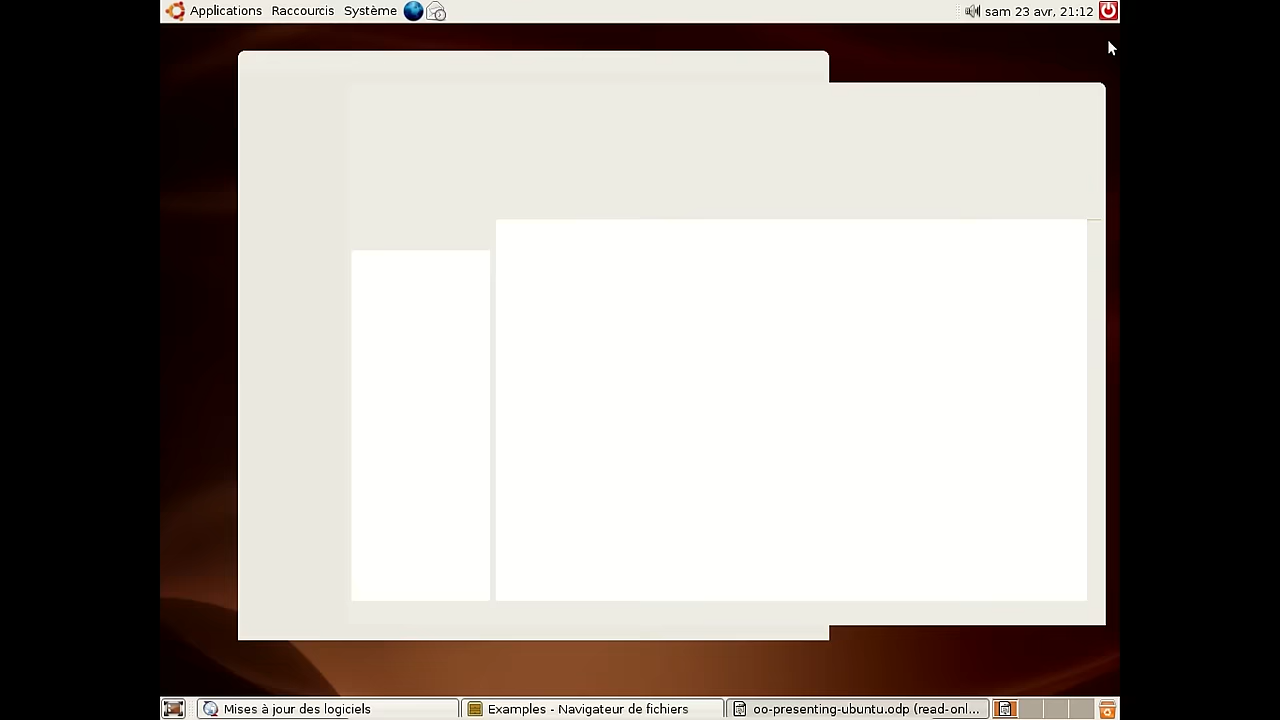 Applications Raccourcis Système sam 23 avr, 21:12
Mises à jour des logiciels Examples - Navigateur de fichiers oo-presenting-ubuntu.odp (read-onl...